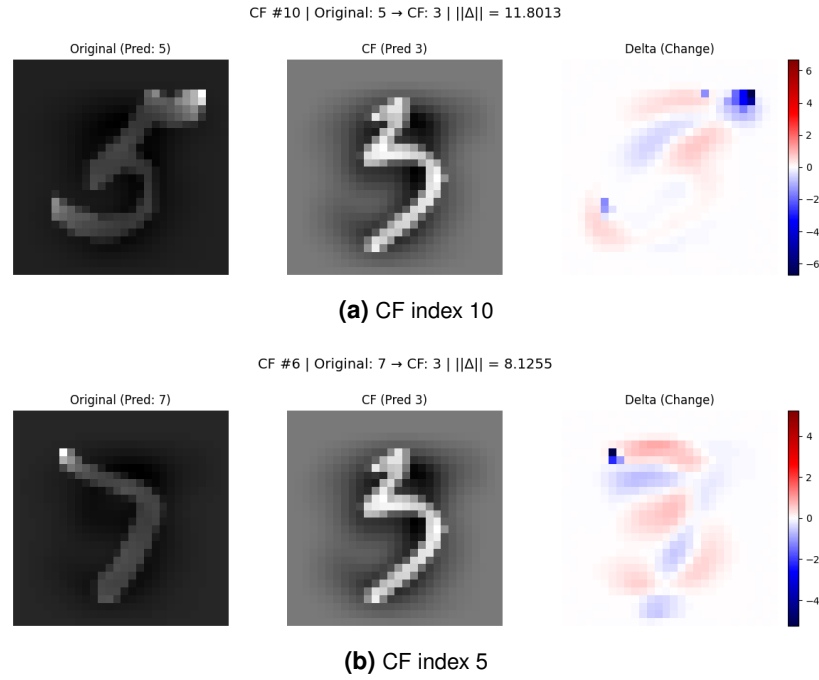 CF #10 | Original: 5 → CF: 3 | ||Δ|| = 11.8013
Original (Pred: 5)
CF (Pred 3)
Delta (Change)
6
4
2
0
−2
−4
−6
(a) CF index 10
CF #6 | Original: 7 → CF: 3 | ||Δ|| = 8.1255
Original (Pred: 7)
CF (Pred 3)
Delta (Change)
4
2
0
−2
−4
(b) CF index 5